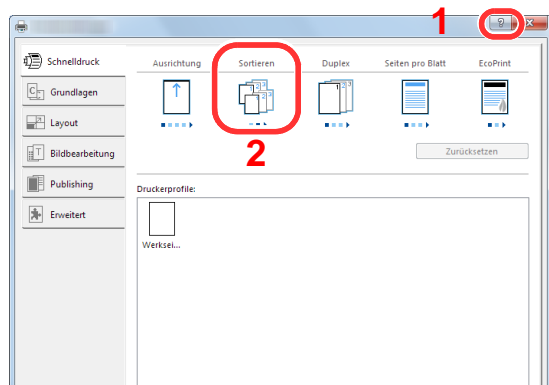 1
?
Schnelldruck
Ausrichtung Sortieren Duplex Seiten pro Blatt EcoPrint
Grundlagen
Layout
2
Bildbearbeitung
Zurücksetzen
Publishing
Druckerprofile:
Erweitert
Werksei...